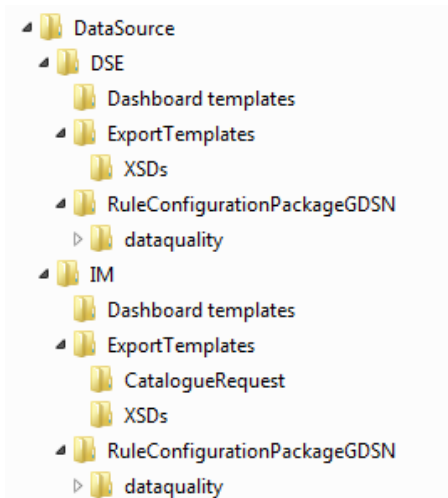 DataSource
DSE
Dashboard templates
ExportTemplates
XSDs
RuleConfigurationPackageGDSN
dataquality
IM
Dashboard templates
ExportTemplates
CatalogueRequest
XSDs
RuleConfigurationPackageGDSN
dataquality